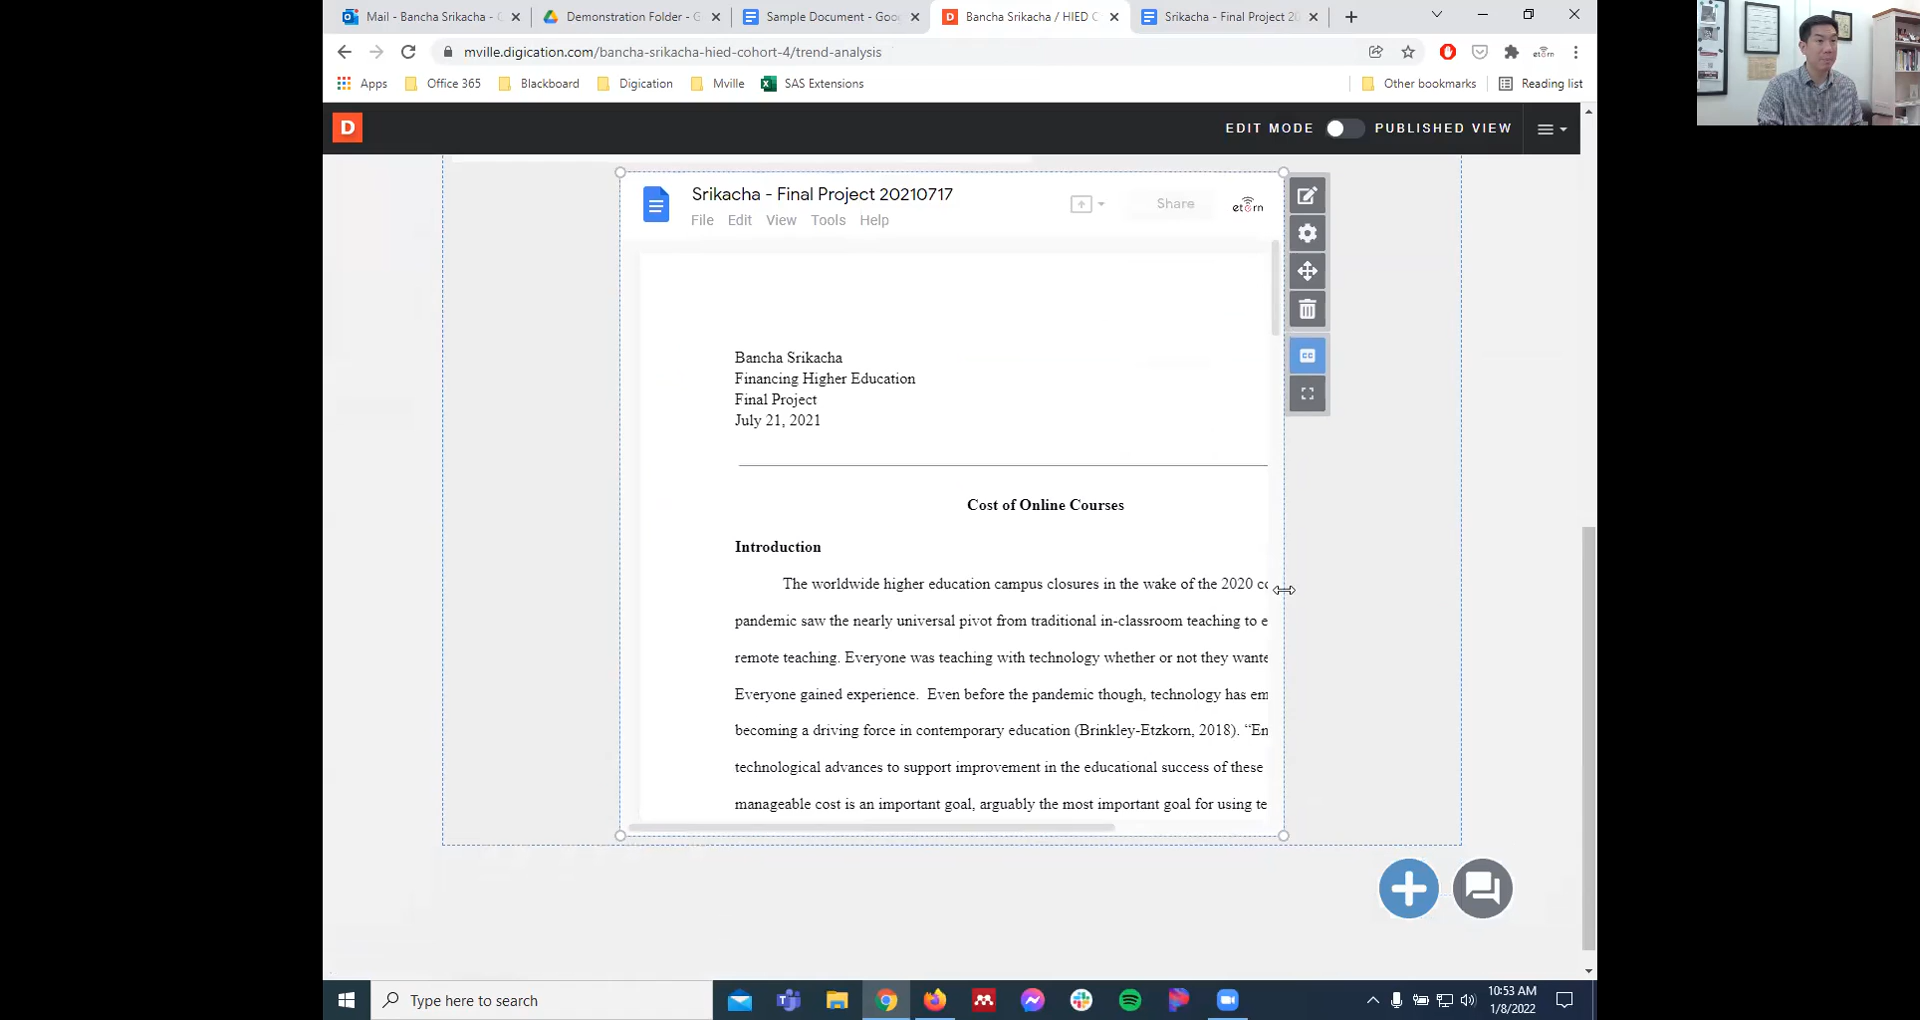 Mail - Bancha Srikacha - 
Demonstration Folder - G
Sample Document - Goo
Bancha Srikacha / HIED C
Srikacha - Final Project 20
mville.digication.com/bancha-srikacha-hied-cohort-4/trend-analysis
Apps
Office 365
Blackboard
Digication
Mville
SAS Extensions
Other bookmarks
Reading list
D
EDIT MODE
PUBLISHED VIEW
Srikacha - Final Project 20210717
Share
etorn
File Edit View Tools Help
CC
Bancha Srikacha
Financing Higher Education
Final Project
July 21, 2021
Cost of Online Courses
Introduction
The worldwide higher education campus closures in the wake of the 2020 co
pandemic saw the nearly universal pivot from traditional in-classroom teaching to e
remote teaching. Everyone was teaching with technology whether or not they wante
Everyone gained experience. Even before the pandemic though, technology has em
becoming a driving force in contemporary education (Brinkley-Etzkorn, 2018). “En
technological advances to support improvement in the educational success of these
manageable cost is an important goal, arguably the most important goal for using te
Type here to search
10:53 AM
1/8/2022